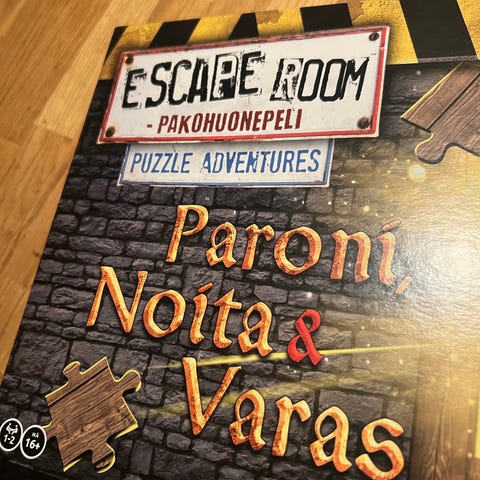 ESCAPE ROOM
- PAKOHUONEPELI
PUZZLE ADVENTURES
Paroni,
Noita &
Varas
1-2
16+